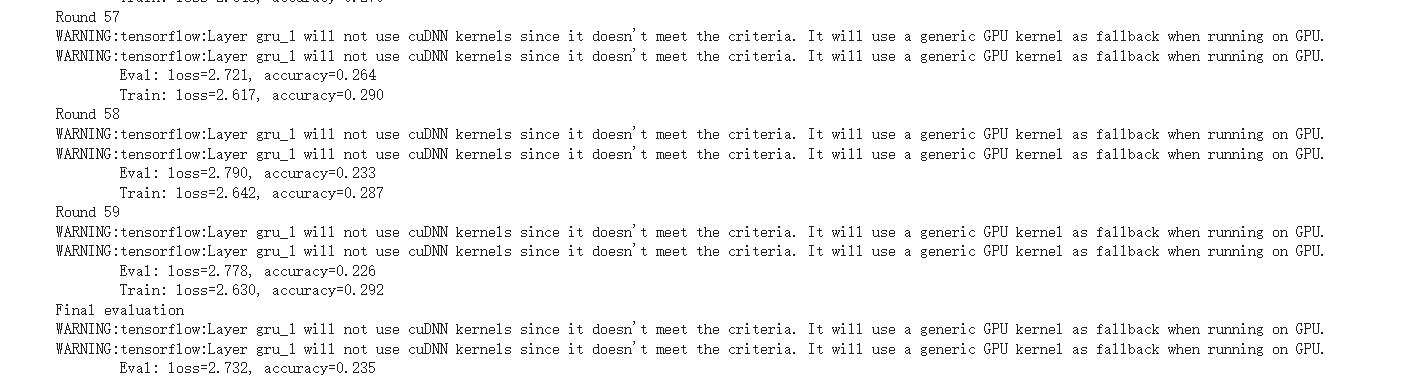 Round 57
WARNING:tensorflow:Layer gru_1 will not use cuDNN kernels since it doesn't meet the criteria. It will use a generic GPU kernel as fallback when running on GPU.
WARNING:tensorflow:Layer gru_1 will not use cuDNN kernels since it doesn't meet the criteria. It will use a generic GPU kernel as fallback when running on GPU.
Eval: loss=2.721, accuracy=0.264
Train: loss=2.617, accuracy=0.290
Round 58
WARNING:tensorflow:Layer gru_1 will not use cuDNN kernels since it doesn't meet the criteria. It will use a generic GPU kernel as fallback when running on GPU.
WARNING:tensorflow:Layer gru_1 will not use cuDNN kernels since it doesn't meet the criteria. It will use a generic GPU kernel as fallback when running on GPU.
Eval: loss=2.790, accuracy=0.233
Train: loss=2.642, accuracy=0.287
Round 59
WARNING:tensorflow:Layer gru_1 will not use cuDNN kernels since it doesn't meet the criteria. It will use a generic GPU kernel as fallback when running on GPU.
WARNING:tensorflow:Layer gru_1 will not use cuDNN kernels since it doesn't meet the criteria. It will use a generic GPU kernel as fallback when running on GPU.
Eval: loss=2.778, accuracy=0.226
Train: loss=2.630, accuracy=0.292
Final evaluation
WARNING:tensorflow:Layer gru_1 will not use cuDNN kernels since it doesn't meet the criteria. It will use a generic GPU kernel as fallback when running on GPU.
WARNING:tensorflow:Layer gru_1 will not use cuDNN kernels since it doesn't meet the criteria. It will use a generic GPU kernel as fallback when running on GPU.
Eval: loss=2.732, accuracy=0.235